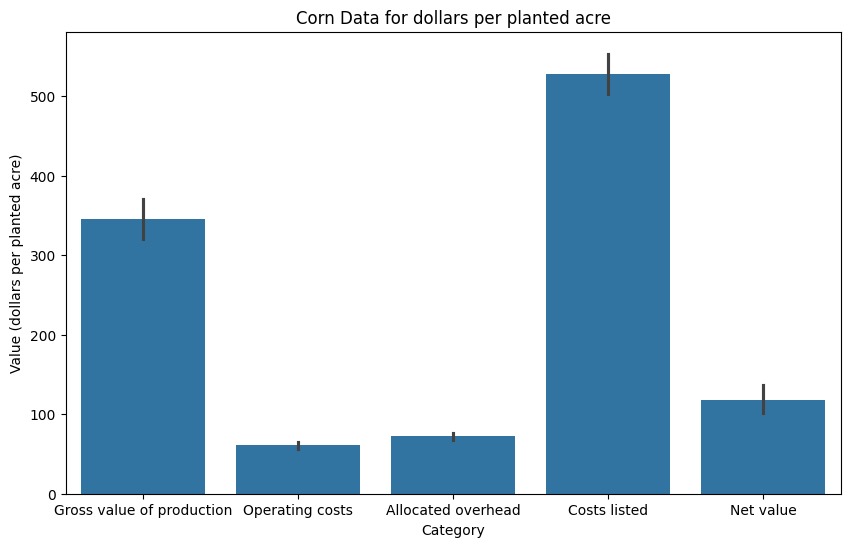 Corn Data for dollars per planted acre
Value (dollars per planted acre)
500
400
300
200
100
0
Gross value of production Operating costs Allocated overhead Costs listed Net value
Category